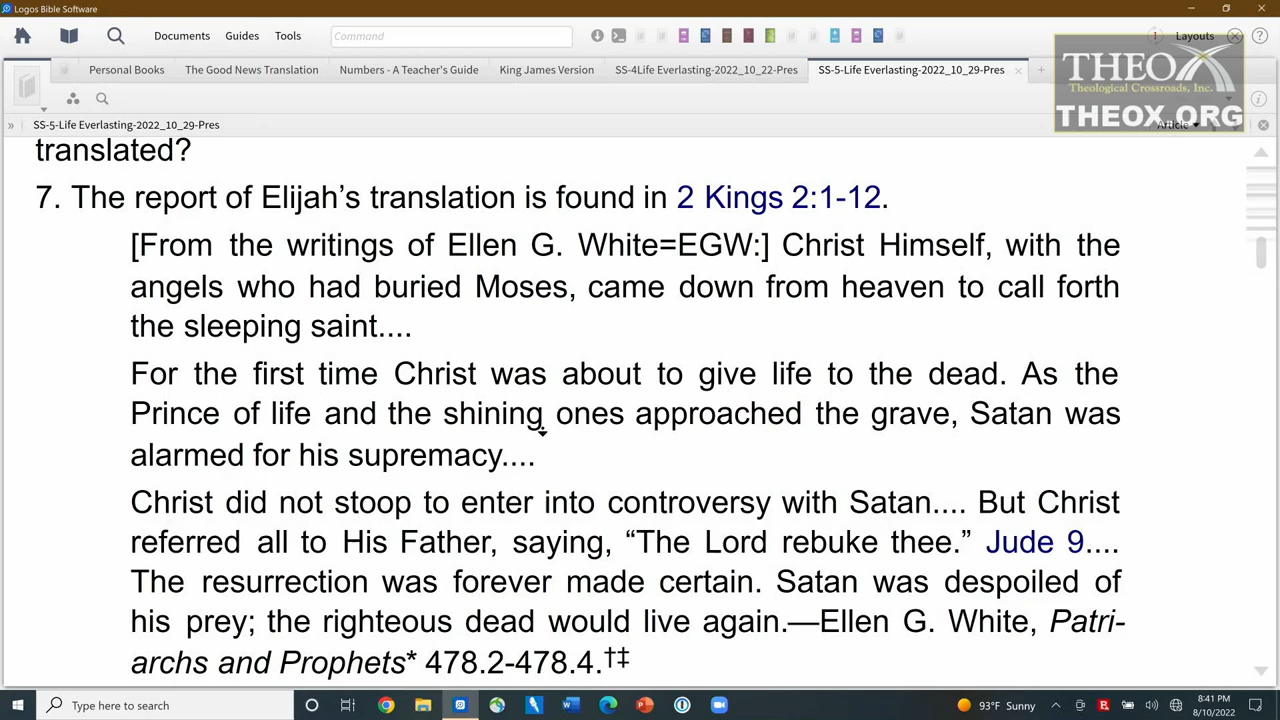 Logos Bible Software
Documents Guides Tools Command Layouts
Personal Books The Good News Translation Numbers - A Teacher's Guide King James Version SS-4Life Everlasting-2022_10_22-Pres SS-5-Life Everlasting-2022_10_29-Pres
THEOX
Theological Crossroads, Inc.
THEOX.ORG
» SS-5-Life Everlasting-2022_10_29-Pres Article
translated?
7. The report of Elijah’s translation is found in 2 Kings 2:1-12.
[From the writings of Ellen G. White=EGW:] Christ Himself, with the
angels who had buried Moses, came down from heaven to call forth
the sleeping saint....
For the first time Christ was about to give life to the dead. As the
Prince of life and the shining ones approached the grave, Satan was
alarmed for his supremacy....
Christ did not stoop to enter into controversy with Satan.... But Christ
referred all to His Father, saying, “The Lord rebuke thee.” Jude 9....
The resurrection was forever made certain. Satan was despoiled of
his prey; the righteous dead would live again.—Ellen G. White, Patri-
archs and Prophets* 478.2-478.4.†‡
Type here to search
93°F Sunny
8:41 PM
8/10/2022